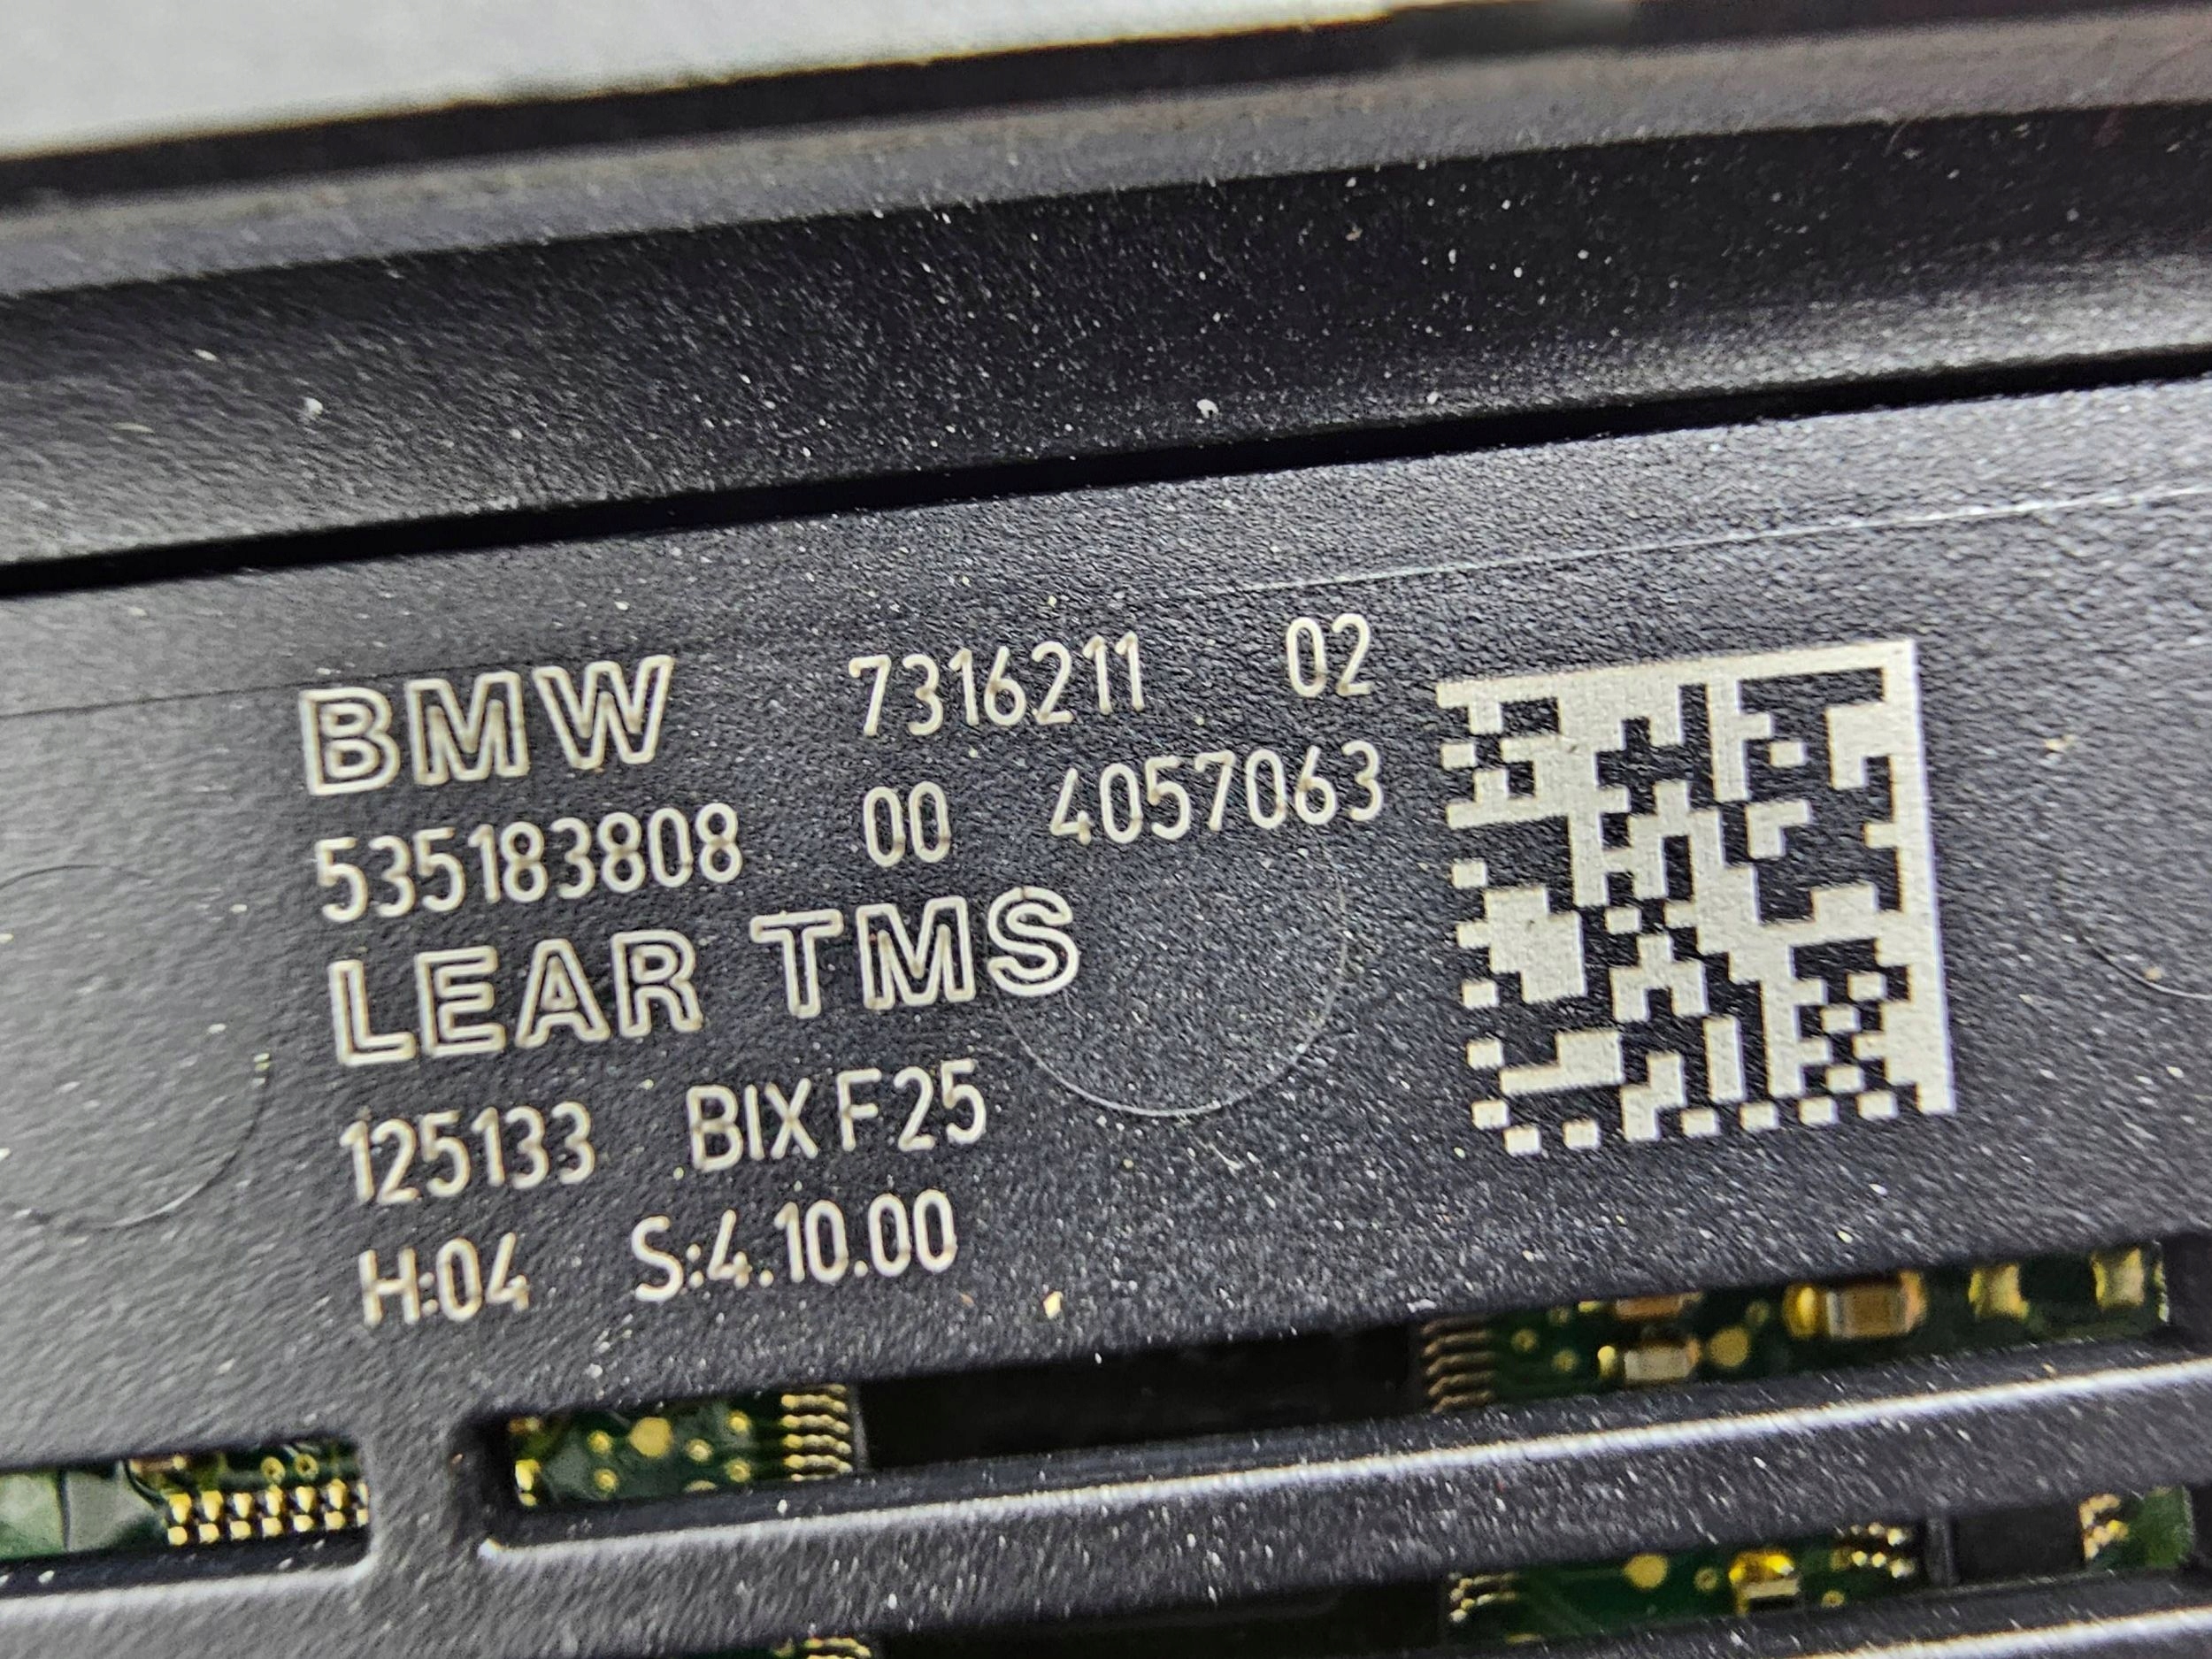 BMW 7316211 02
535183808 00 4057063
LEAR TMS
125133 BIX F25
H:04 S:4.10.00